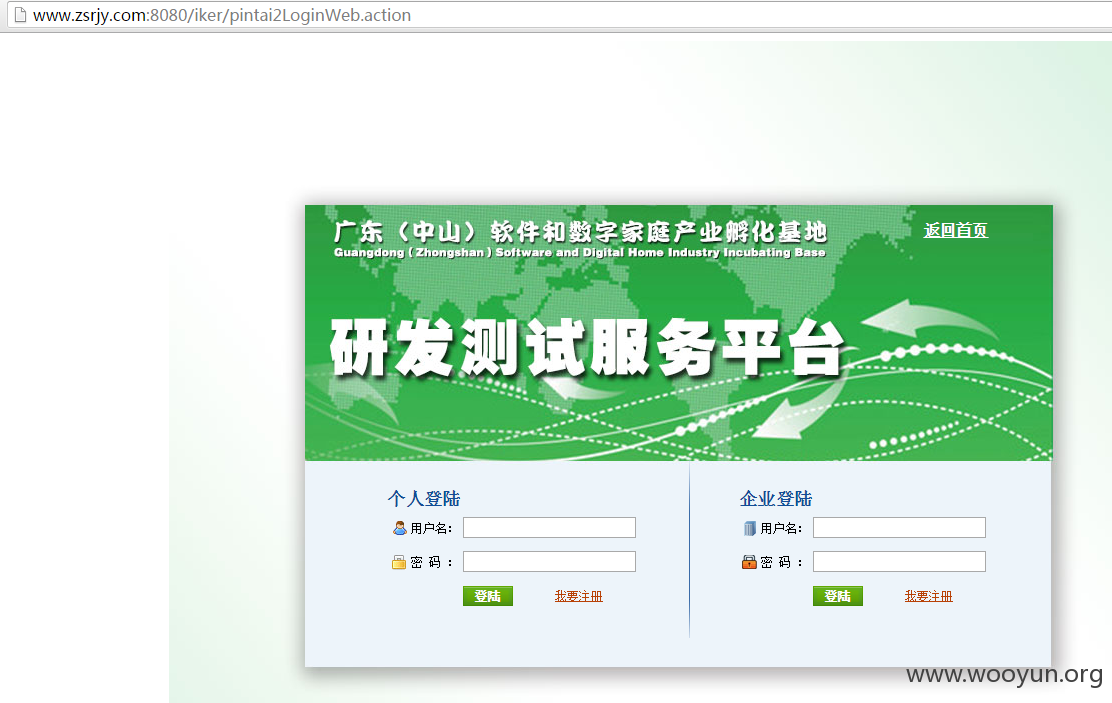 www.zsrjy.com:8080/iker/pintai2LoginWeb.action
广东（中山）软件和数字家庭产业孵化基地
返回首页
Guangdong ( Zhongshan ) Software and Digital Home Industry Incubating Base
研发测试服务平台
个人登陆
用户名：
密 码 ：
登陆 我要注册
企业登陆
用户名：
密 码 ：
登陆 我要注册
www.wooyun.org